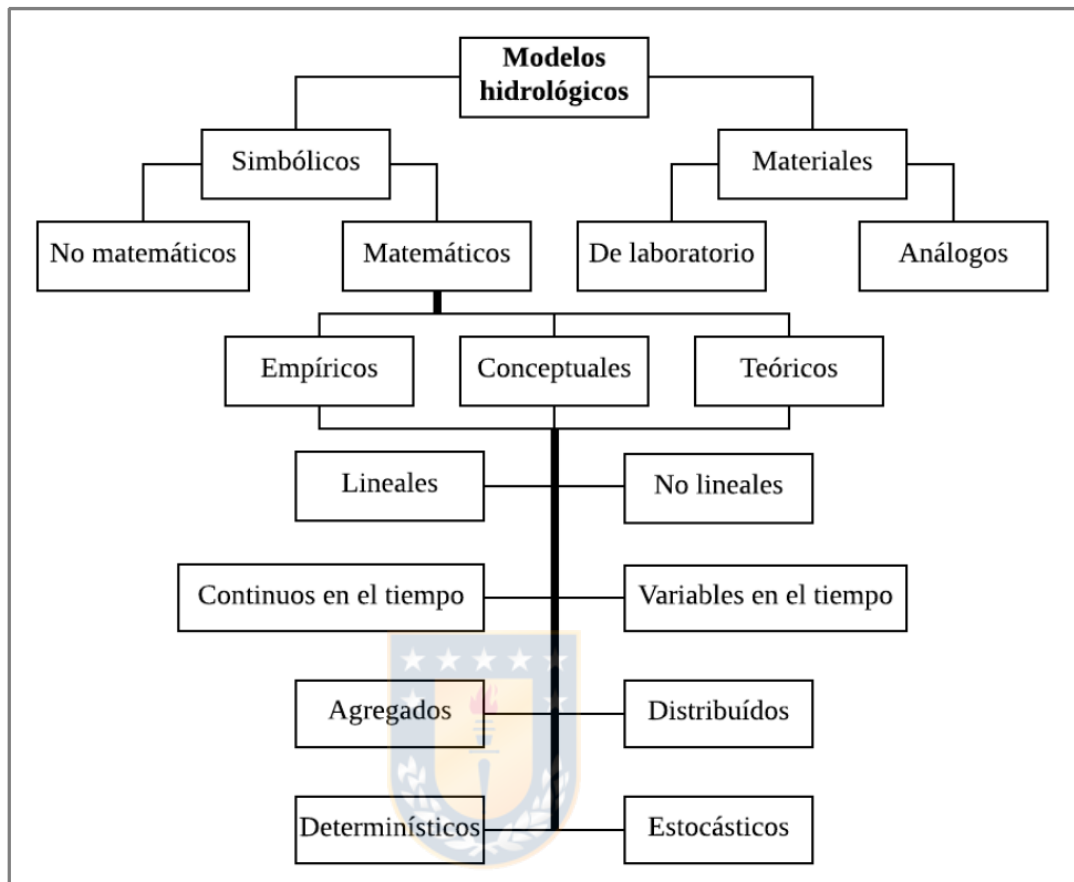 Modelos
hidrológicos
Simbólicos
Materiales
No matemáticos
Matemáticos
De laboratorio
Análogos
Empíricos
Conceptuales
Teóricos
Lineales
No lineales
Continuos en el tiempo
Variables en el tiempo
Agregados
Distribuídos
Determinísticos
Estocásticos